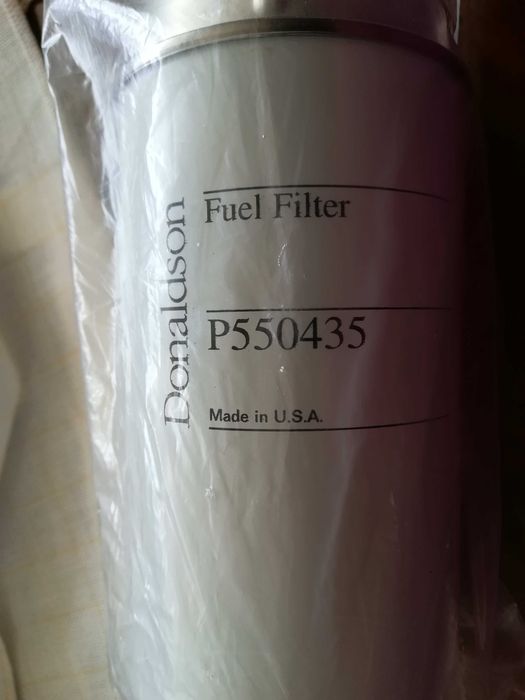 Donaldson
Fuel Filter
P550435
Made in U.S.A.